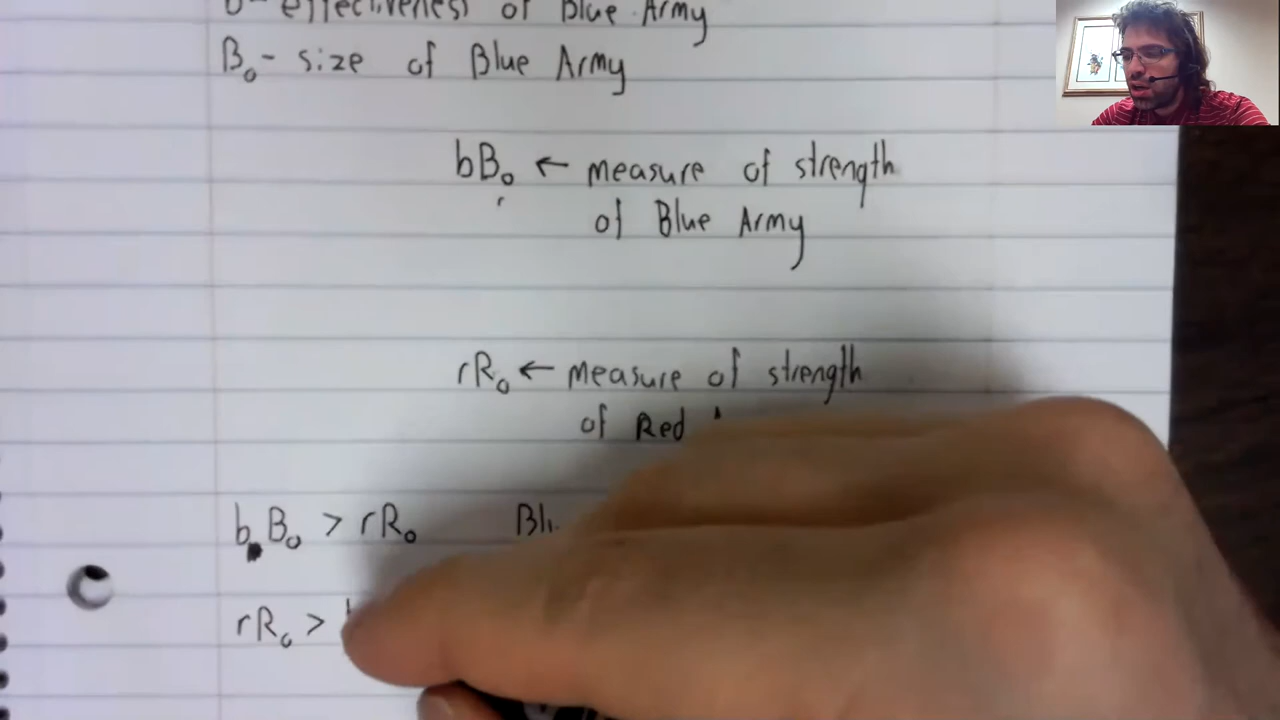 b - effectiveness of Blue Army
B₀ - size of Blue Army
bB₀ ← measure of strength
of Blue Army
rR₀ ← measure of strength
of Red
bB₀ > rR₀
rR₀ >